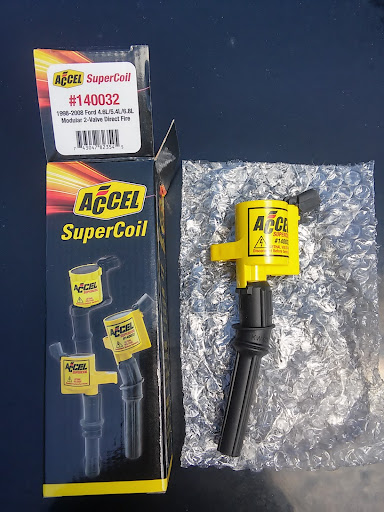 ACCEL SuperCoil
#140032
1998-2008 Ford 4.6L/5.4L/6.8L
Modular 2-Valve Direct Fire
ACCEL
SuperCoil
ACCEL
ACCEL
ACCEL
#14003